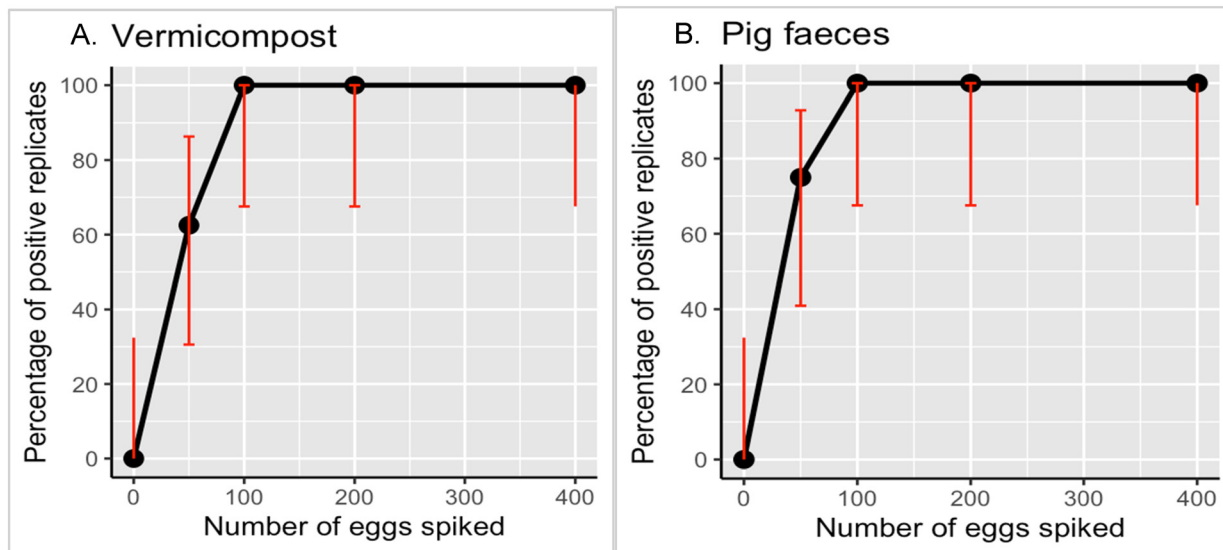 A. Vermicompost
Percentage of positive replicates
100
80
60
40
20
0
0 100 200 300 400
Number of eggs spiked
B. Pig faeces
Percentage of positive replicates
100
80
60
40
20
0
0 100 200 300 400
Number of eggs spiked